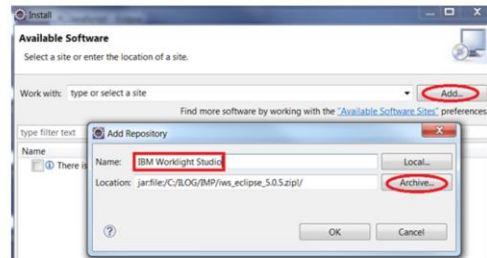 Install
Available Software
Select a site or enter the location of a site.
Work with: type or select a site
Add...
Find more software by working with the "Available Software Sites" preferences
type filter text
Add Repository
Name
There is
Name: IBM Worklight Studio
Local...
Location: jar:file:/C:/ILOG/IMP/iws_eclipse_5.0.5.zip!/
Archive...
OK
Cancel